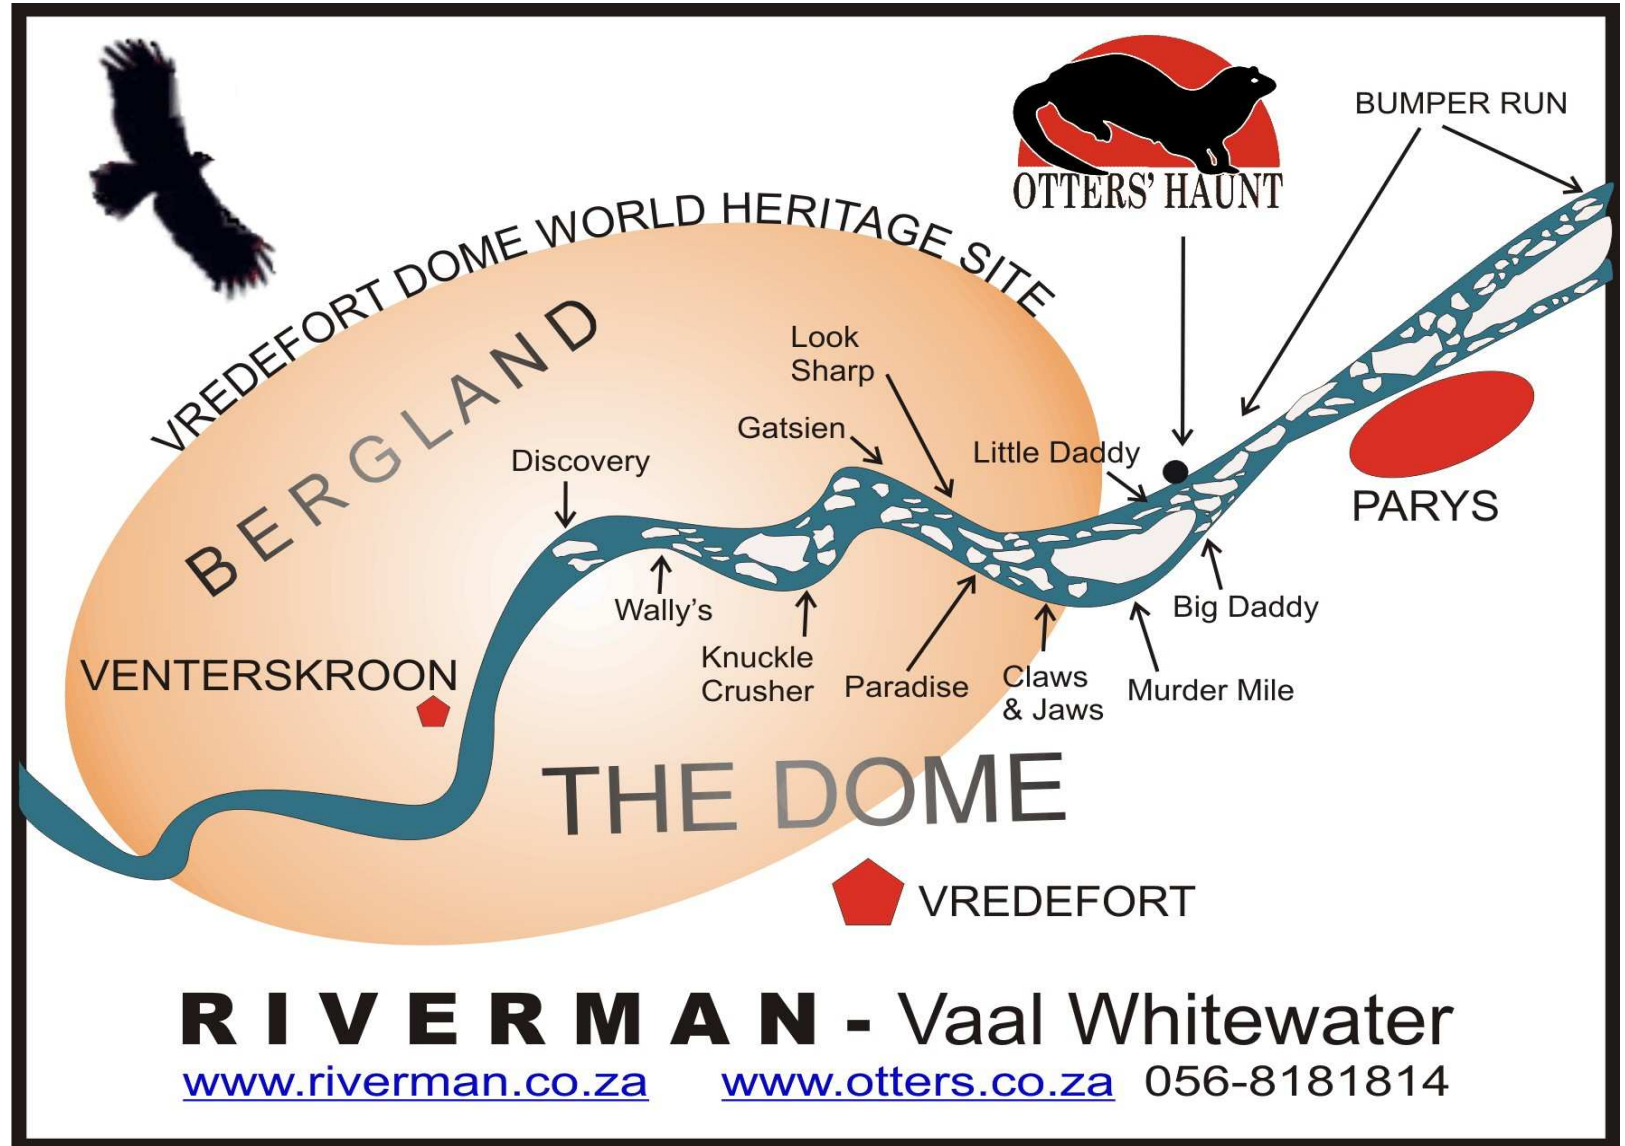 OTTERS' HAUNT
BUMPER RUN
VREDEFORT DOME WORLD HERITAGE SITE
BERGLAND
Look
Sharp
Gatsien
Little Daddy
Discovery
PARYS
Wally's
Big Daddy
Knuckle
Crusher
Paradise
Claws
& Jaws
Murder Mile
VENTERSKROON
THE DOME
VREDEFORT
RIVERMAN - Vaal Whitewater
www.riverman.co.za www.otters.co.za 056-8181814